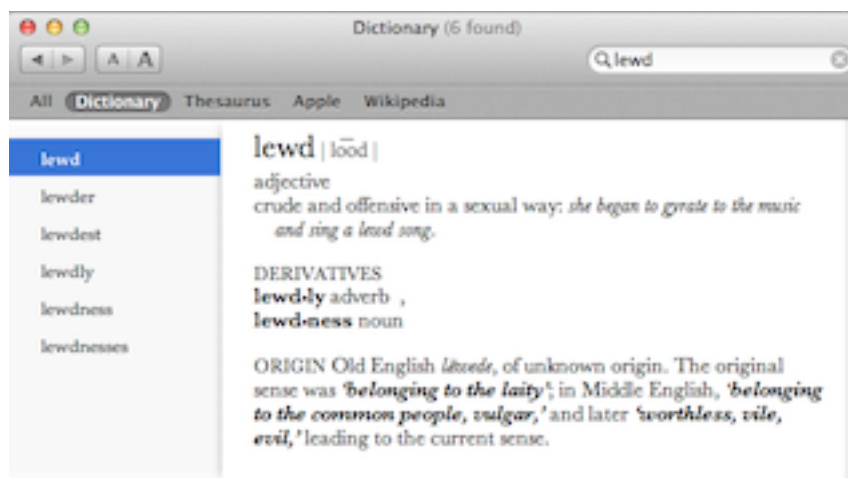 Dictionary (6 found)
A A
lewd
All Dictionary Thesaurus Apple Wikipedia
lewd
lewder
lewdest
lewdly
lewdness
lewdnesses
lewd | lo͞od |
adjective
crude and offensive in a sexual way: she began to gyrate to the music
and sing a lewd song.
DERIVATIVES
lewd•ly adverb ,
lewd•ness noun
ORIGIN Old English lǣwede, of unknown origin. The original
sense was ‘belonging to the laity’; in Middle English, ‘belonging
to the common people, vulgar,’ and later ‘worthless, vile,
evil,’ leading to the current sense.